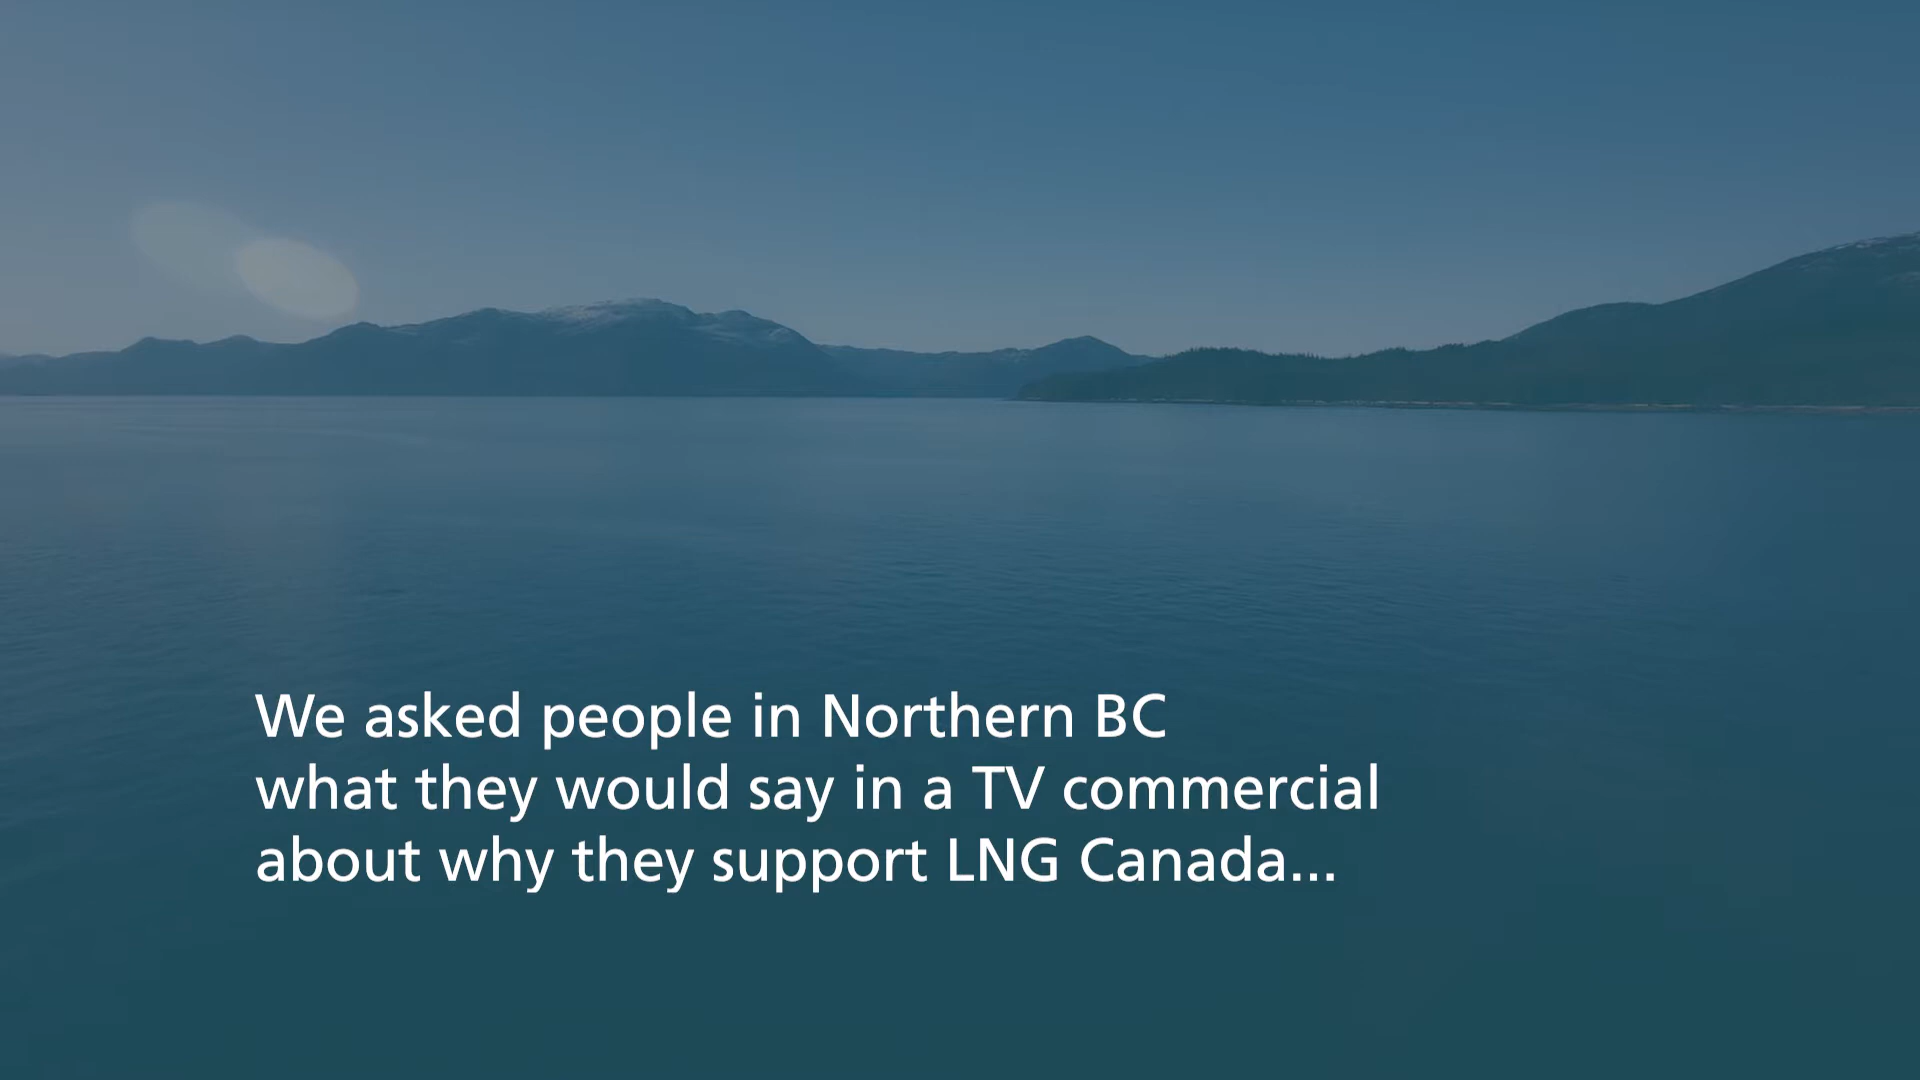 We asked people in Northern BC
what they would say in a TV commercial
about why they support LNG Canada...